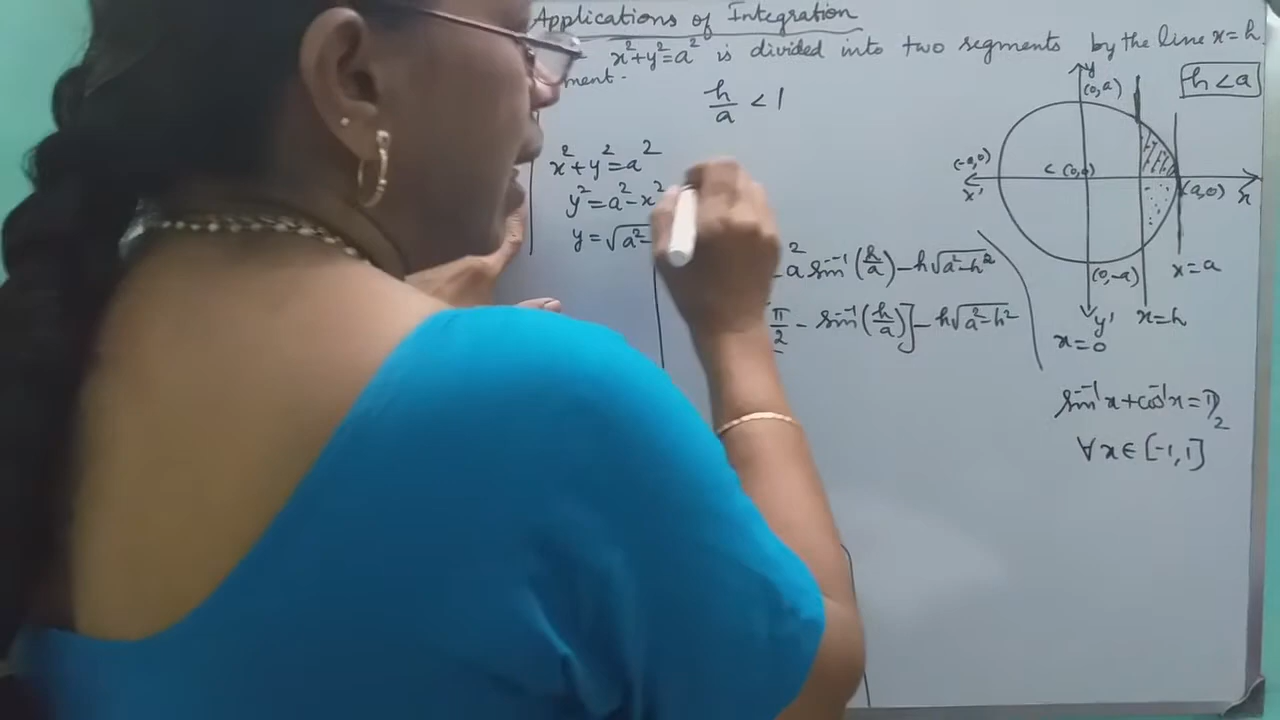 Applications of Integration
x²+y²=a² is divided into two segments by the line x=h
ment.
h/a < 1
x²+y²=a²
y²=a²-x²
y=√a²-
a² sin⁻¹(h/a)-h√a²-h²
π/2 - sin⁻¹(h/a)]-h√a²-h²
h<a
y
(0,a)
(-a,0)
(0,0)
(a,0)
x'
x
(0,-a)
x=a
y'
x=h
x=0
sin⁻¹x+cos⁻¹x=π/2
∀ x∈[-1,1]